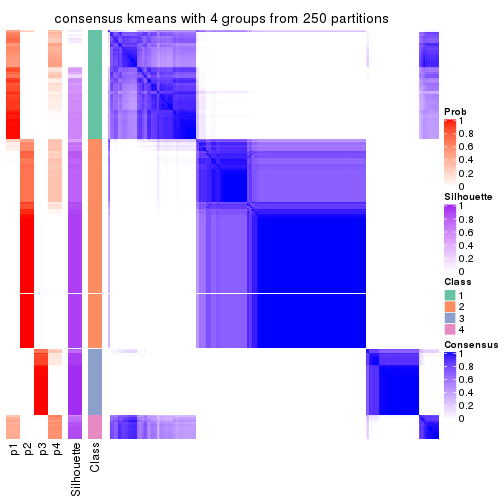 consensus kmeans with 4 groups from 250 partitions
Prob
1
0.8
0.6
0.4
0.2
0
Silhouette
1
0.8
0.6
0.4
0.2
0
Class
1
2
3
4
Consensus
1
0.8
0.6
0.4
0.2
0
p1
p2
p3
p4
Silhouette
Class